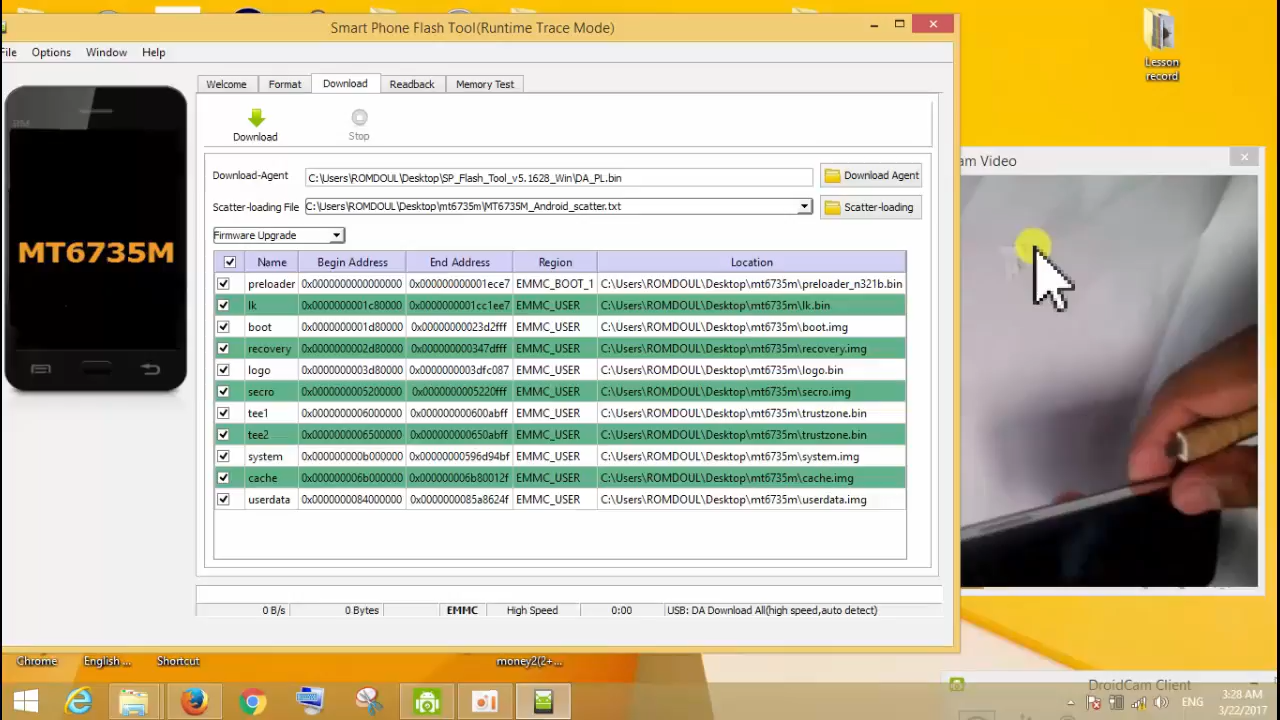 Smart Phone Flash Tool(Runtime Trace Mode)
File Options Window Help
Welcome Format Download Readback Memory Test
Download Stop
Download-Agent C:\Users\ROMDOUL\Desktop\SP_Flash_Tool_v5.1628_Win\DA_PL.bin Download Agent
Scatter-loading File C:\Users\ROMDOUL\Desktop\mt6735m\MT6735M_Android_scatter.txt Scatter-loading
Firmware Upgrade
Name Begin Address End Address Region Location
preloader 0x0000000000000000 0x000000000001ece7 EMMC_BOOT_1 C:\Users\ROMDOUL\Desktop\mt6735m\preloader_n321b.bin
lk 0x0000000001c80000 0x0000000001cc1ee7 EMMC_USER C:\Users\ROMDOUL\Desktop\mt6735m\lk.bin
boot 0x0000000001d80000 0x00000000023d2fff EMMC_USER C:\Users\ROMDOUL\Desktop\mt6735m\boot.img
recovery 0x0000000002d80000 0x000000000347dfff EMMC_USER C:\Users\ROMDOUL\Desktop\mt6735m\recovery.img
logo 0x0000000003d80000 0x0000000003dfc087 EMMC_USER C:\Users\ROMDOUL\Desktop\mt6735m\logo.bin
secro 0x0000000005200000 0x0000000005220fff EMMC_USER C:\Users\ROMDOUL\Desktop\mt6735m\secro.img
tee1 0x0000000006000000 0x000000000600abff EMMC_USER C:\Users\ROMDOUL\Desktop\mt6735m\trustzone.bin
tee2 0x0000000006500000 0x000000000650abff EMMC_USER C:\Users\ROMDOUL\Desktop\mt6735m\trustzone.bin
system 0x000000000b000000 0x00000000596d94bf EMMC_USER C:\Users\ROMDOUL\Desktop\mt6735m\system.img
cache 0x000000006b000000 0x000000006b80012f EMMC_USER C:\Users\ROMDOUL\Desktop\mt6735m\cache.img
userdata 0x0000000084000000 0x0000000085a8624f EMMC_USER C:\Users\ROMDOUL\Desktop\mt6735m\userdata.img
0 B/s 0 Bytes EMMC High Speed 0:00 USB: DA Download All(high speed,auto detect)
MT6735M
Lesson
record
Video
Chrome English ... Shortcut money2(2+...
DroidCam Client
ENG
3:28 AM
3/22/2017